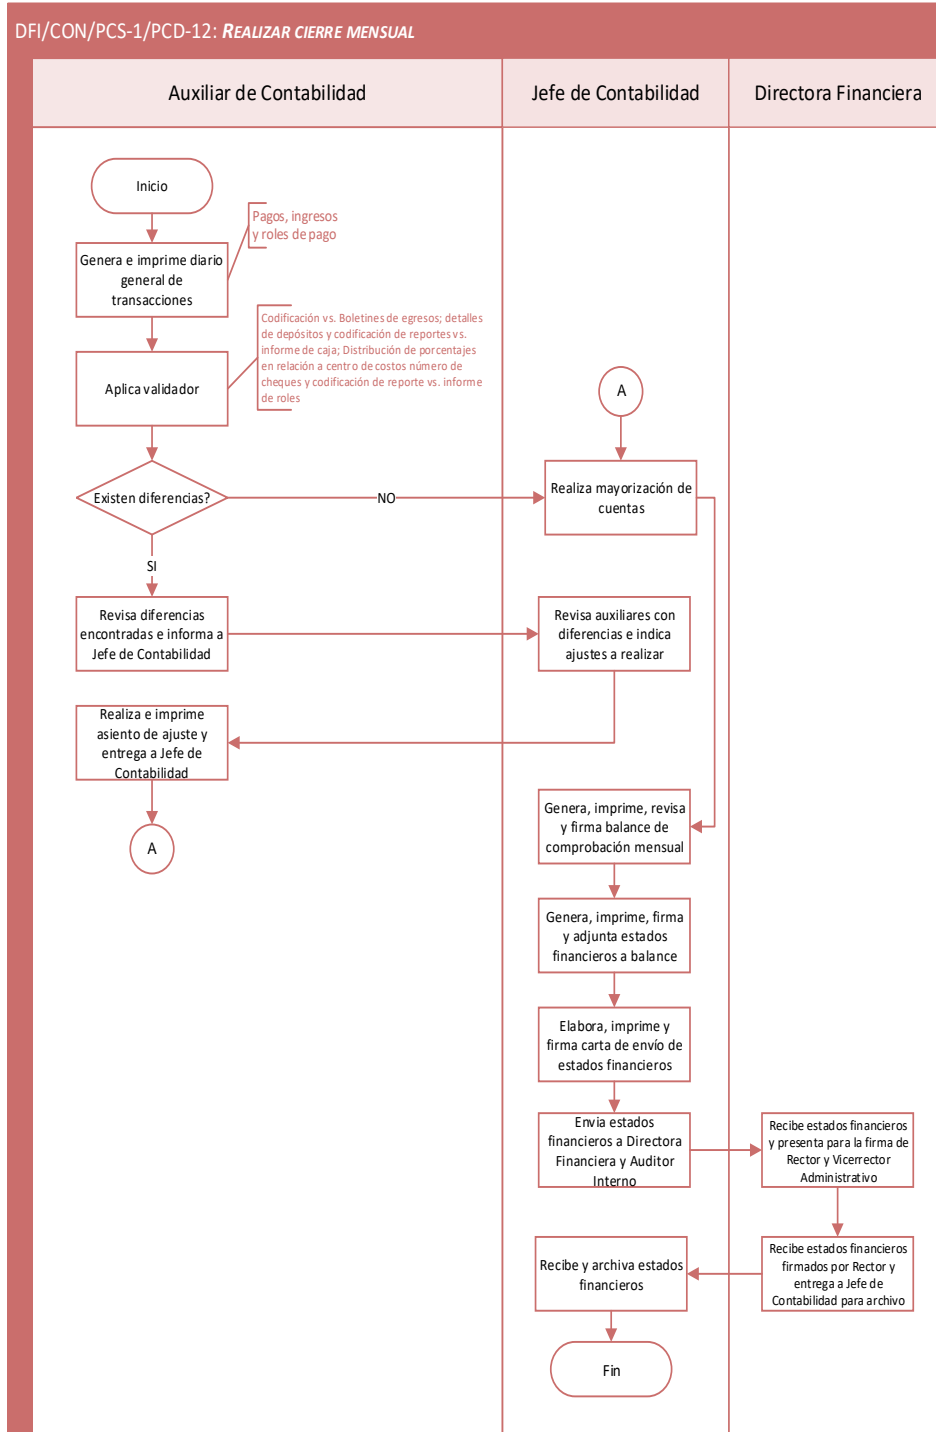 DFI/CON/PCS-1/PCD-12: REALIZAR CIERRE MENSUAL
Auxiliar de Contabilidad
Jefe de Contabilidad
Directora Financiera
Inicio
Pagos, ingresos
y roles de pago
Genera e imprime diario
general de
transacciones
Codificación vs. Boletines de egresos; detalles
de depósitos y codificación de reportes vs.
informe de caja; Distribución de porcentajes
en relación a centro de costos número de
cheques y codificación de reporte vs. informe
de roles
Aplica validador
A
Existen diferencias?
NO
Realiza mayorización de
cuentas
SI
Revisa diferencias
encontradas e informa a
Jefe de Contabilidad
Revisa auxiliares con
diferencias e indica
ajustes a realizar
Realiza e imprime
asiento de ajuste y
entrega a Jefe de
Contabilidad
A
Genera, imprime, revisa
y firma balance de
comprobación mensual
Genera, imprime, firma
y adjunta estados
financieros a balance
Elabora, imprime y
firma carta de envío de
estados financieros
Envia estados
financieros a Directora
Financiera y Auditor
Interno
Recibe estados financieros
y presenta para la firma de
Rector y Vicerrector
Administrativo
Recibe estados financieros
firmados por Rector y
entrega a Jefe de
Contabilidad para archivo
Recibe y archiva estados
financieros
Fin